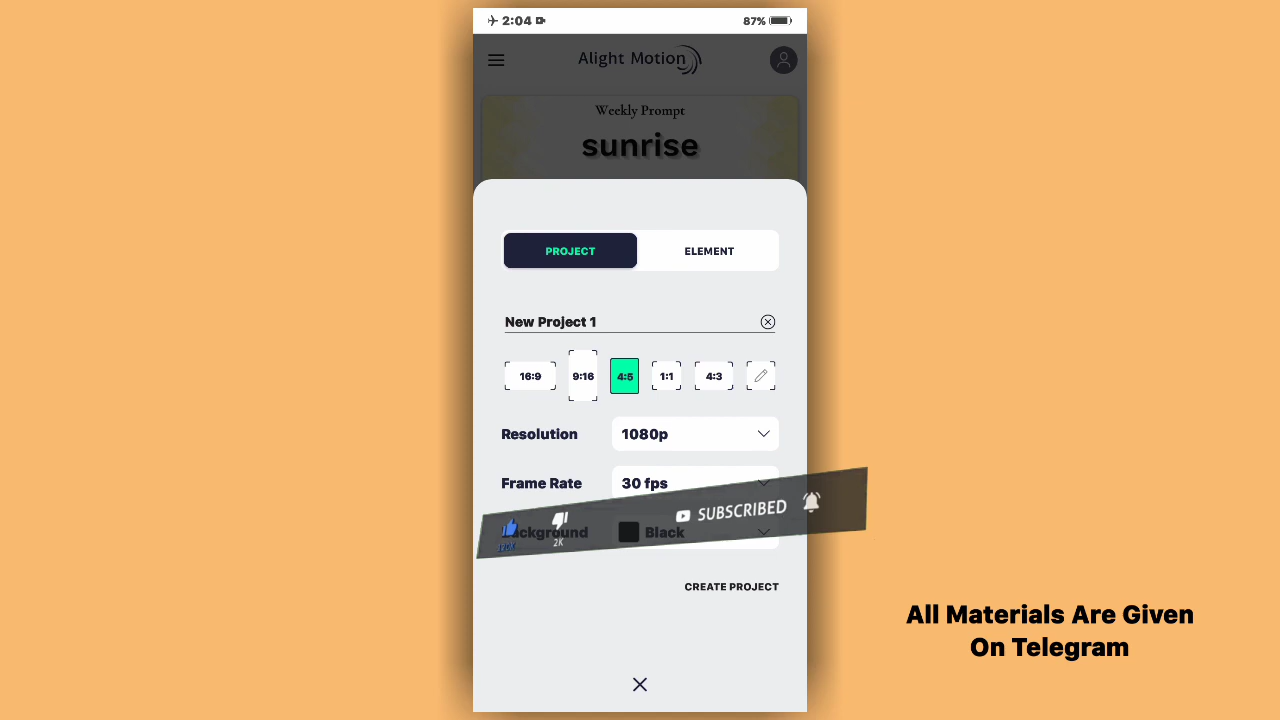 2:04
87%
Alight Motion
Weekly Prompt
sunrise
PROJECT
ELEMENT
New Project 1
16:9
9:16
4:5
1:1
4:3
Resolution
1080p
Frame Rate
30 fps
Background
Black
2K
SUBSCRIBED
CREATE PROJECT
All Materials Are Given
On Telegram